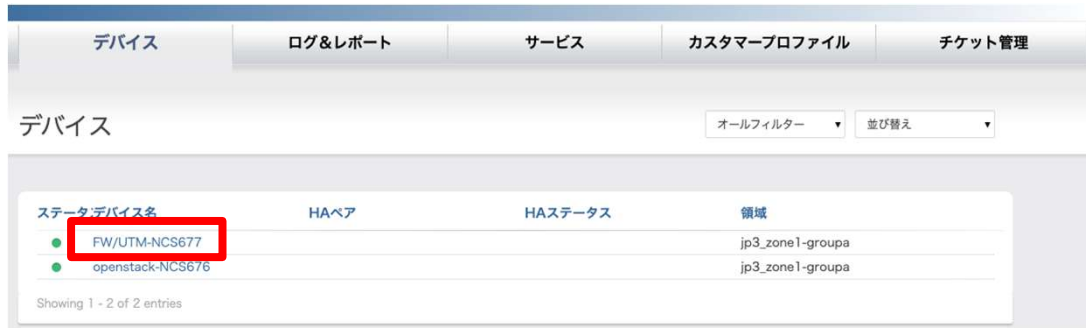 デバイス ログ&レポート サービス カスタマープロファイル チケット管理
デバイス オールフィルター 並び替え
ステータ デバイス名 HAペア HAステータス 領域
FW/UTM-NCS677 jp3_zone1-groupa
openstack-NCS676 jp3_zone1-groupa
Showing 1 - 2 of 2 entries